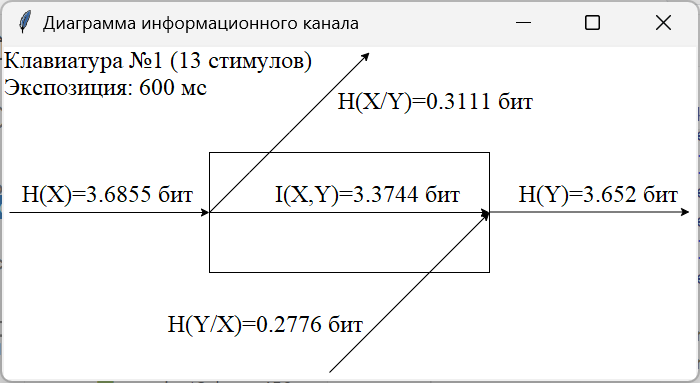 Диаграмма информационного канала
Клавиатура №1 (13 стимулов)
Экспозиция: 600 мс
H(X/Y)=0.3111 бит
H(X)=3.6855 бит
I(X,Y)=3.3744 бит
H(Y)=3.652 бит
H(Y/X)=0.2776 бит